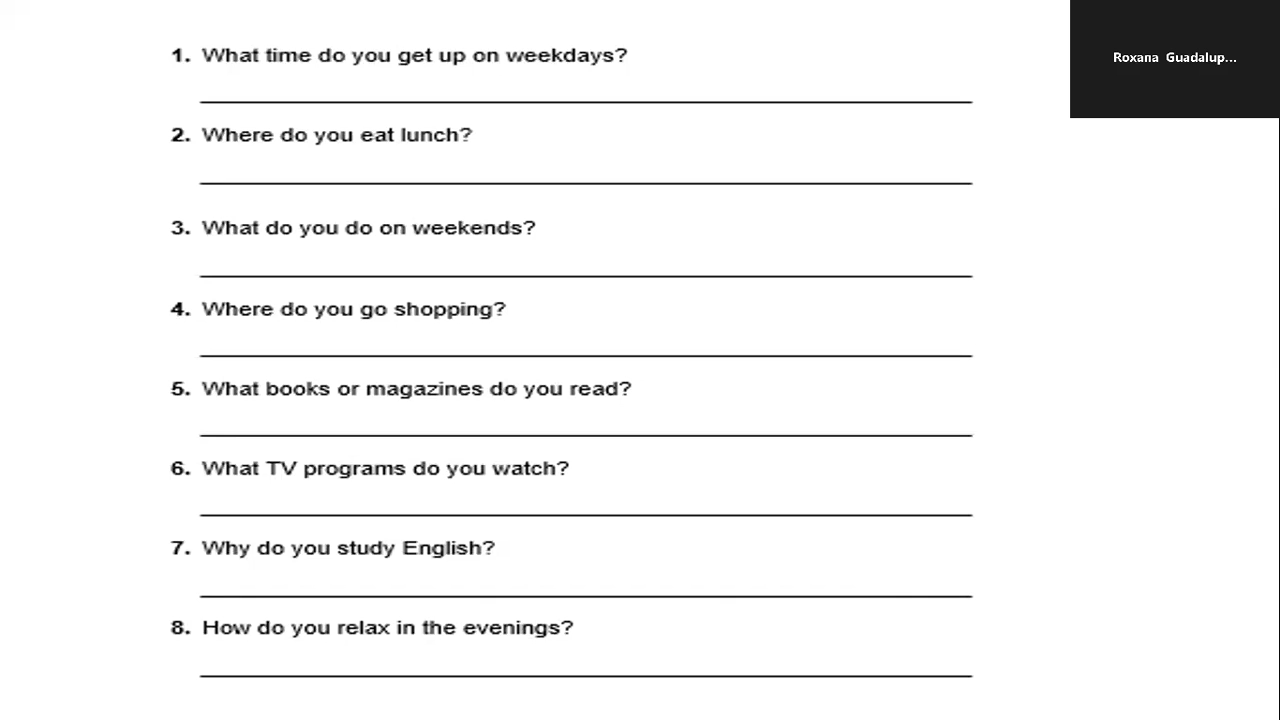 Roxana Guadalup...
1. What time do you get up on weekdays?
2. Where do you eat lunch?
3. What do you do on weekends?
4. Where do you go shopping?
5. What books or magazines do you read?
6. What TV programs do you watch?
7. Why do you study English?
8. How do you relax in the evenings?